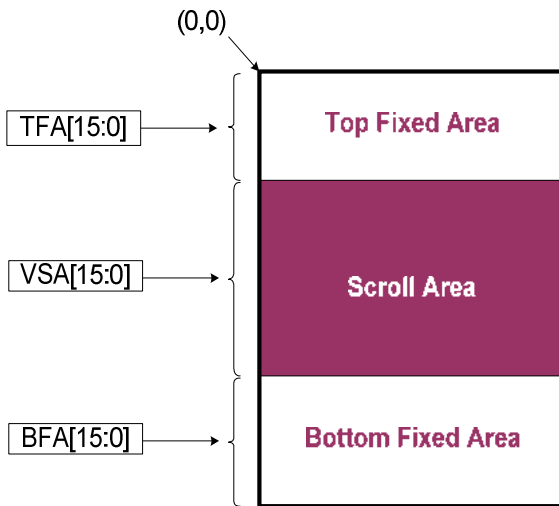 (0,0)
TFA[15:0]
Top Fixed Area
VSA[15:0]
Scroll Area
BFA[15:0]
Bottom Fixed Area